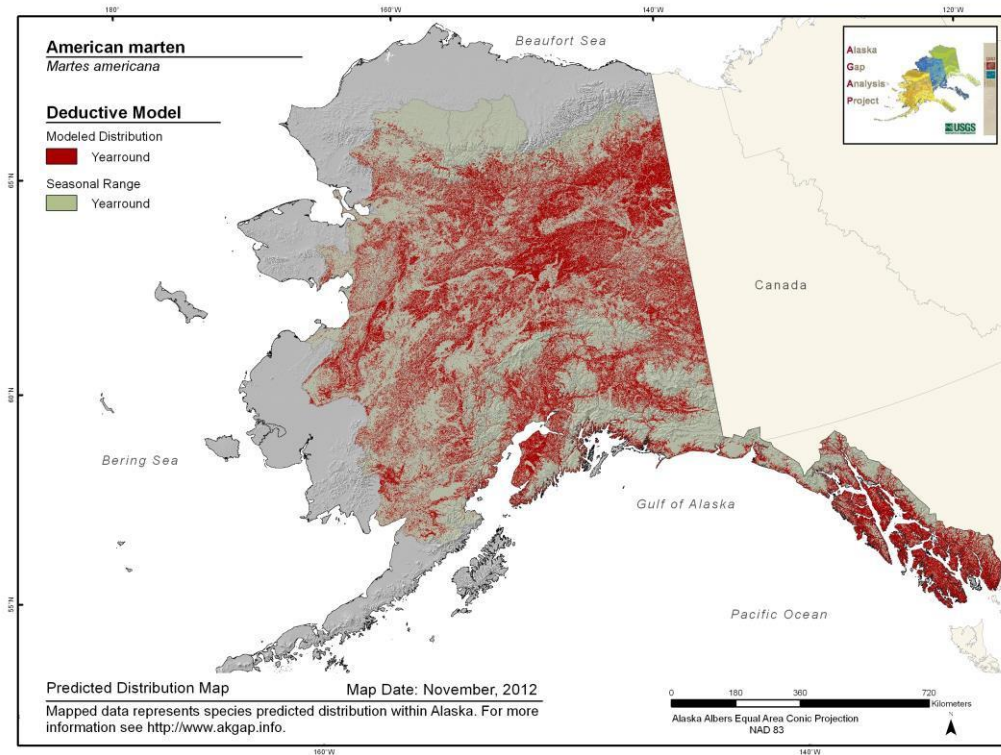 180°
160°W
140°W
120°W
American marten
Martes americana
Deductive Model
Modeled Distribution
Yearround
Seasonal Range
Yearround
Beaufort Sea
Alaska
Gap
Analysis
Project
USGS
65°N
Canada
60°N
Bering Sea
Gulf of Alaska
180°
55°N
Pacific Ocean
Predicted Distribution Map
Map Date: November, 2012
Mapped data represents species predicted distribution within Alaska. For more
information see http://www.akgap.info.
0 180 360 720
Kilometers
Alaska Albers Equal Area Conic Projection
NAD 83
N
160°W
140°W